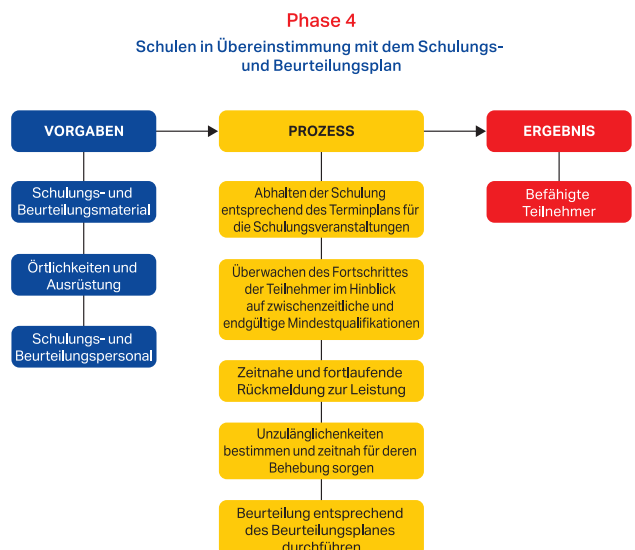 Phase 4
Schulen in Übereinstimmung mit dem Schulungs-
und Beurteilungsplan
VORGABEN
Schulungs- und
Beurteilungsmaterial
Örtlichkeiten und
Ausrüstung
Schulungs- und
Beurteilungspersonal
PROZESS
Abhalten der Schulung
entsprechend des Terminplans für
die Schulungsveranstaltungen
Überwachen des Fortschrittes
der Teilnehmer im Hinblick
auf zwischenzeitliche und
endgültige Mindestqualifikationen
Zeitnahe und fortlaufende
Rückmeldung zur Leistung
Unzulänglichenkeiten
bestimmen und zeitnah für deren
Behebung sorgen
Beurteilung entsprechend
des Beurteilungsplanes
durchführen
ERGEBNIS
Befähigte
Teilnehmer